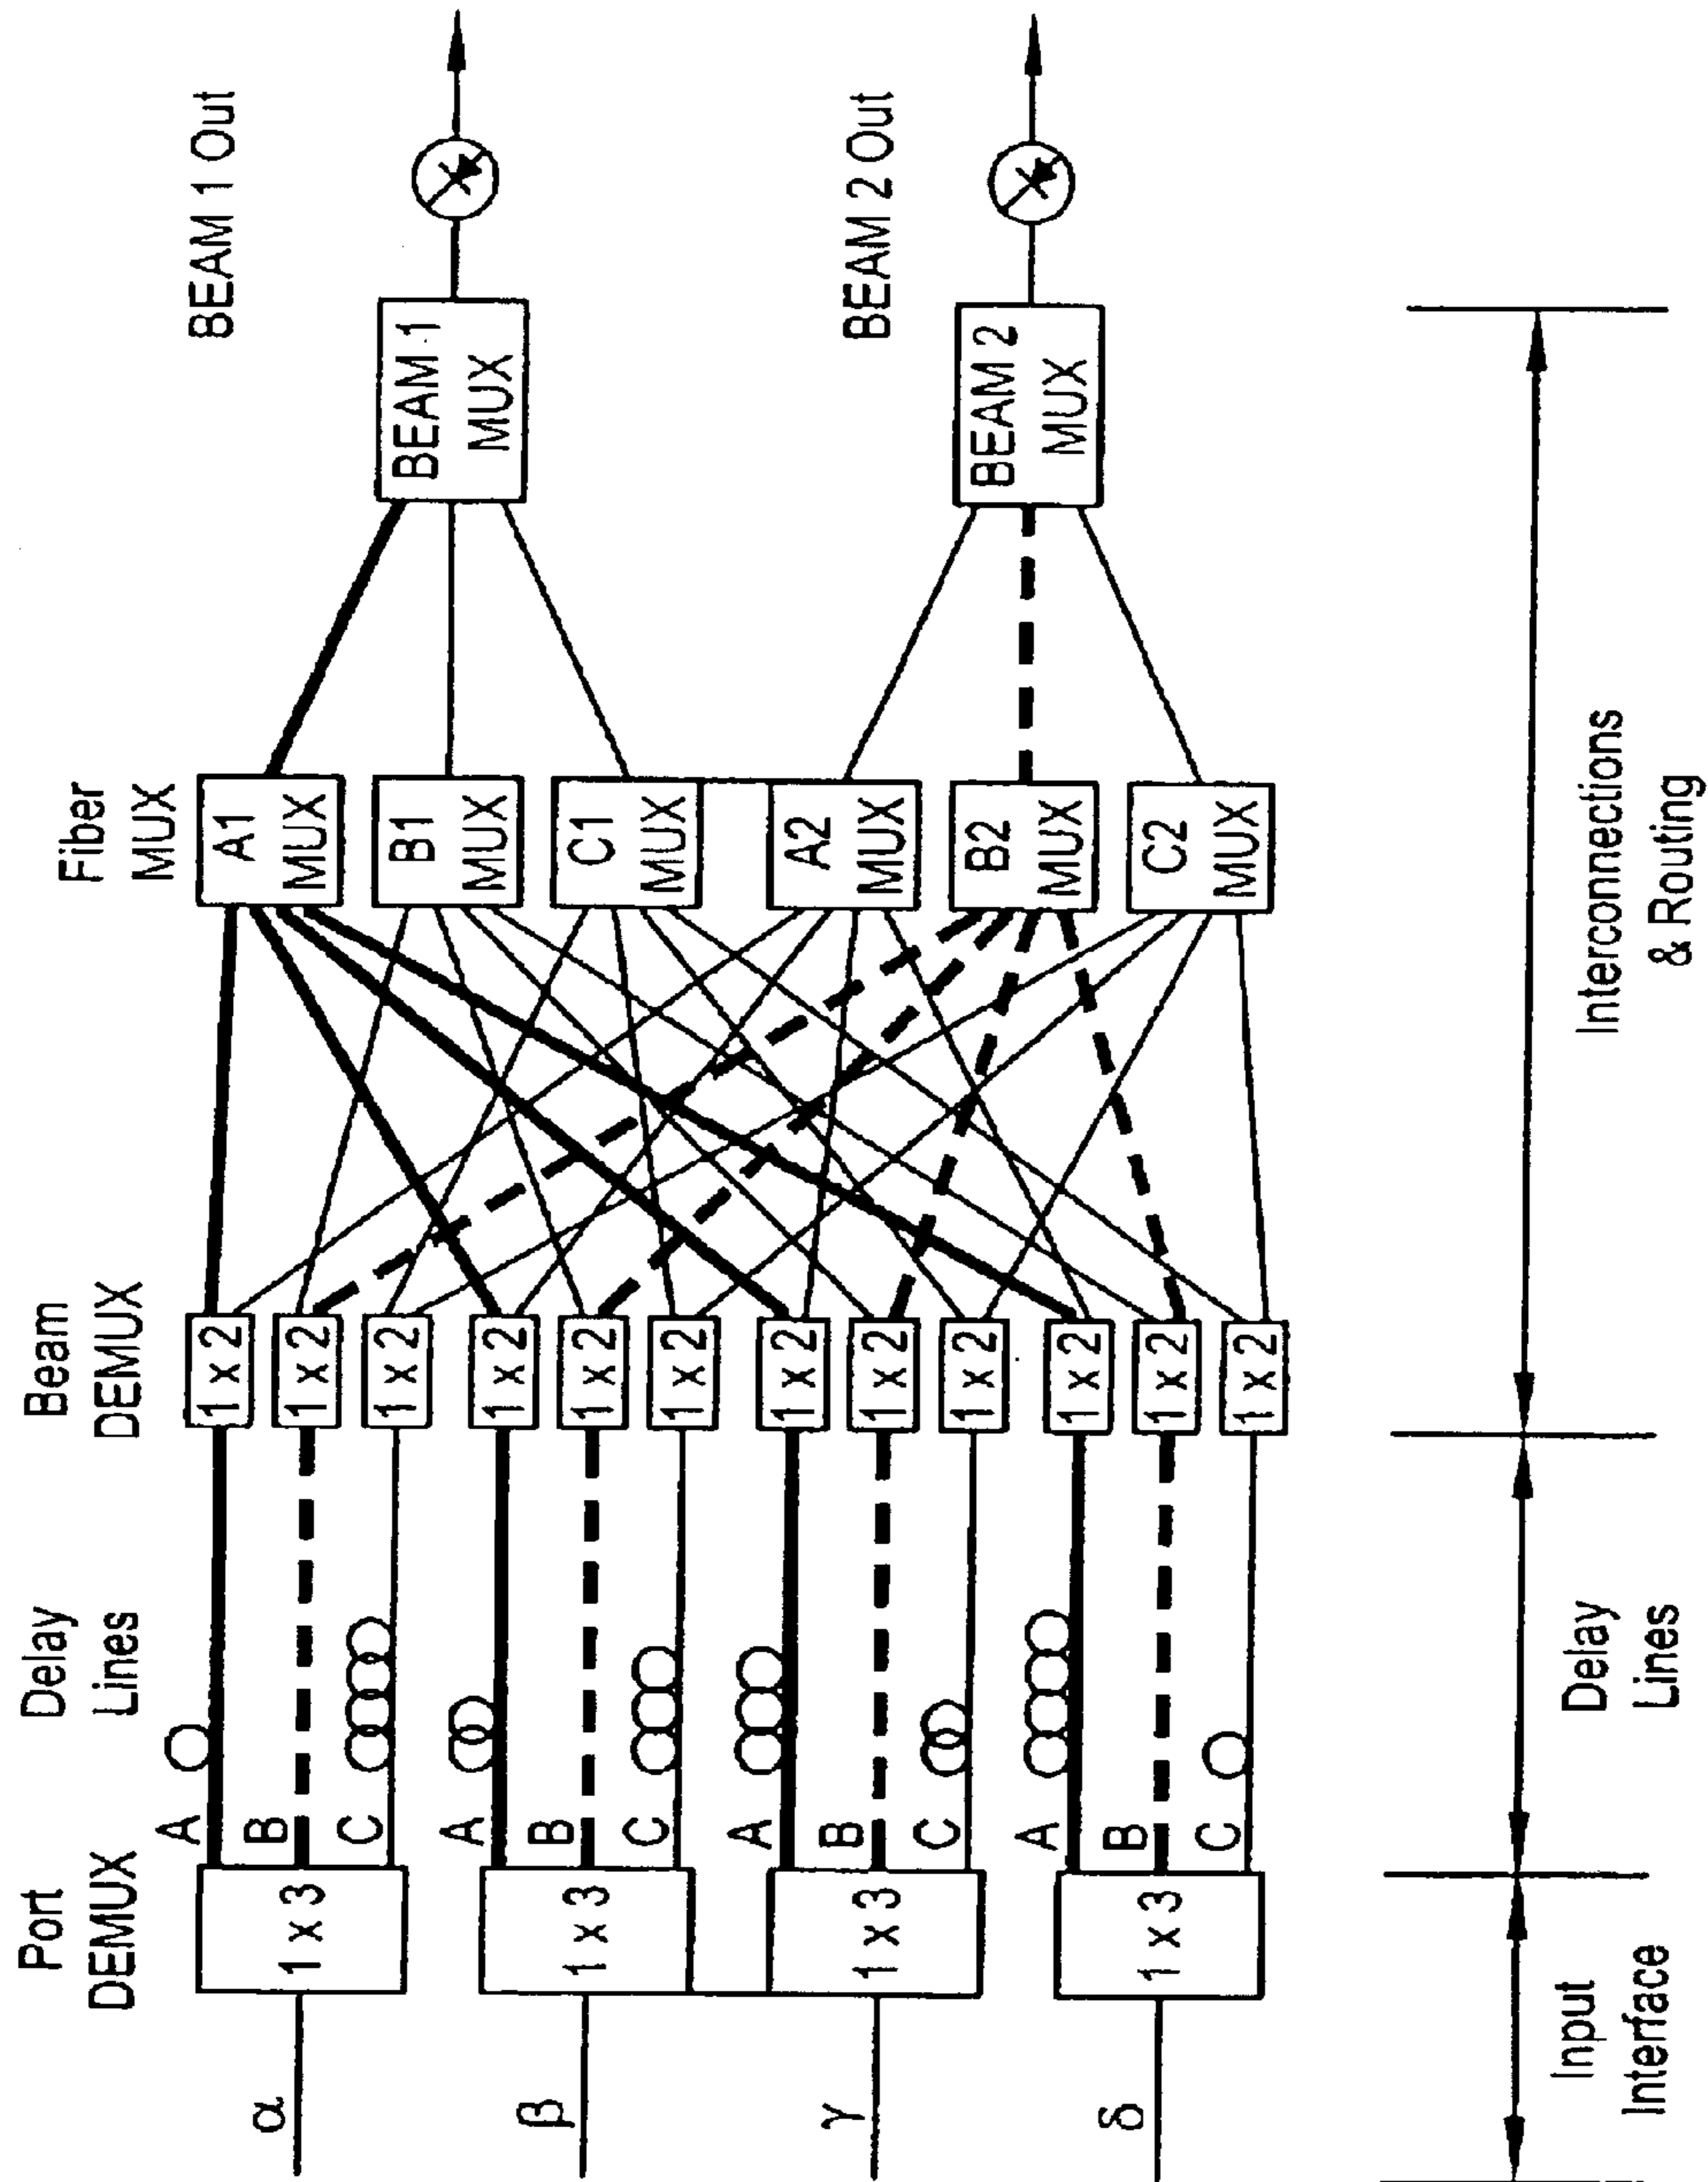 Port
DEMUX
Delay
Lines
Beam
DEMUX
Fiber
MUX
BEAM 1 Out
BEAM 2 Out
α
β
γ
δ
1 x 3
1 x 3
1 x 3
1 x 3
A
B
C
A
B
C
A
B
C
A
B
C
1 x 2
1 x 2
1 x 2
1 x 2
1 x 2
1 x 2
1 x 2
1 x 2
1 x 2
1 x 2
1 x 2
1 x 2
A1
MUX
B1
MUX
C1
MUX
A2
MUX
B2
MUX
C2
MUX
BEAM 1
MUX
BEAM 2
MUX
Input
Interface
Delay
Lines
Interconnections
& Routing